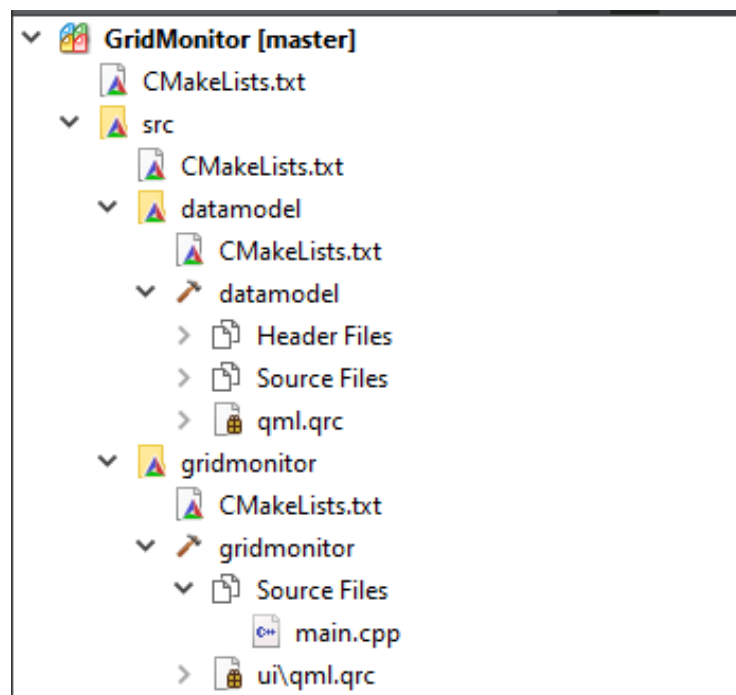 GridMonitor [master]
CMakeLists.txt
src
CMakeLists.txt
datamodel
CMakeLists.txt
datamodel
Header Files
Source Files
qml.qrc
gridmonitor
CMakeLists.txt
gridmonitor
Source Files
C++ main.cpp
ui\qml.qrc